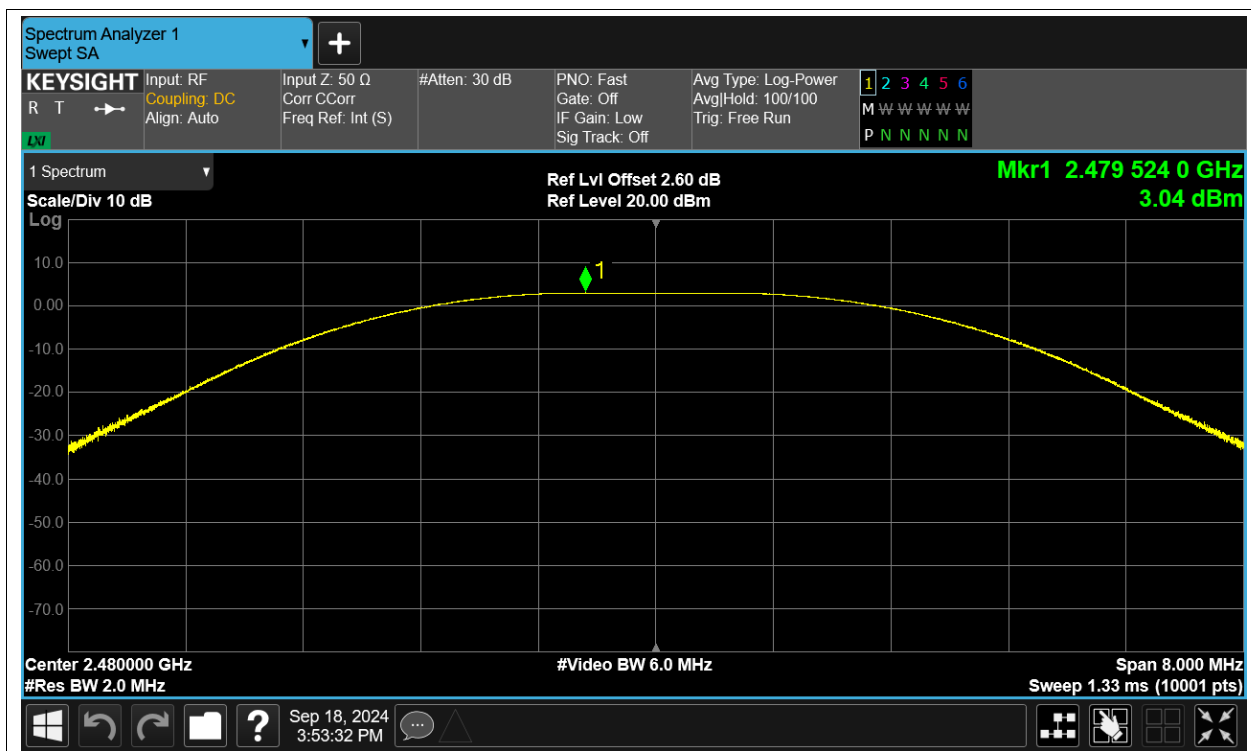 Spectrum Analyzer 1
Swept SA
KEYSIGHT
R T
LXI
Input: RF
Coupling: DC
Align: Auto
Input Z: 50 Ω
Corr CCorr
Freq Ref: Int (S)
#Atten: 30 dB
PNO: Fast
Gate: Off
IF Gain: Low
Sig Track: Off
Avg Type: Log-Power
Avg|Hold: 100/100
Trig: Free Run
1 2 3 4 5 6
M W W W W W
P N N N N N
1 Spectrum
Scale/Div 10 dB
Ref Lvl Offset 2.60 dB
Ref Level 20.00 dBm
Mkr1 2.479 524 0 GHz
3.04 dBm
Log
10.0
0.00
-10.0
-20.0
-30.0
-40.0
-50.0
-60.0
-70.0
1
Center 2.480000 GHz
#Video BW 6.0 MHz
Span 8.000 MHz
#Res BW 2.0 MHz
Sweep 1.33 ms (10001 pts)
?
Sep 18, 2024
3:53:32 PM